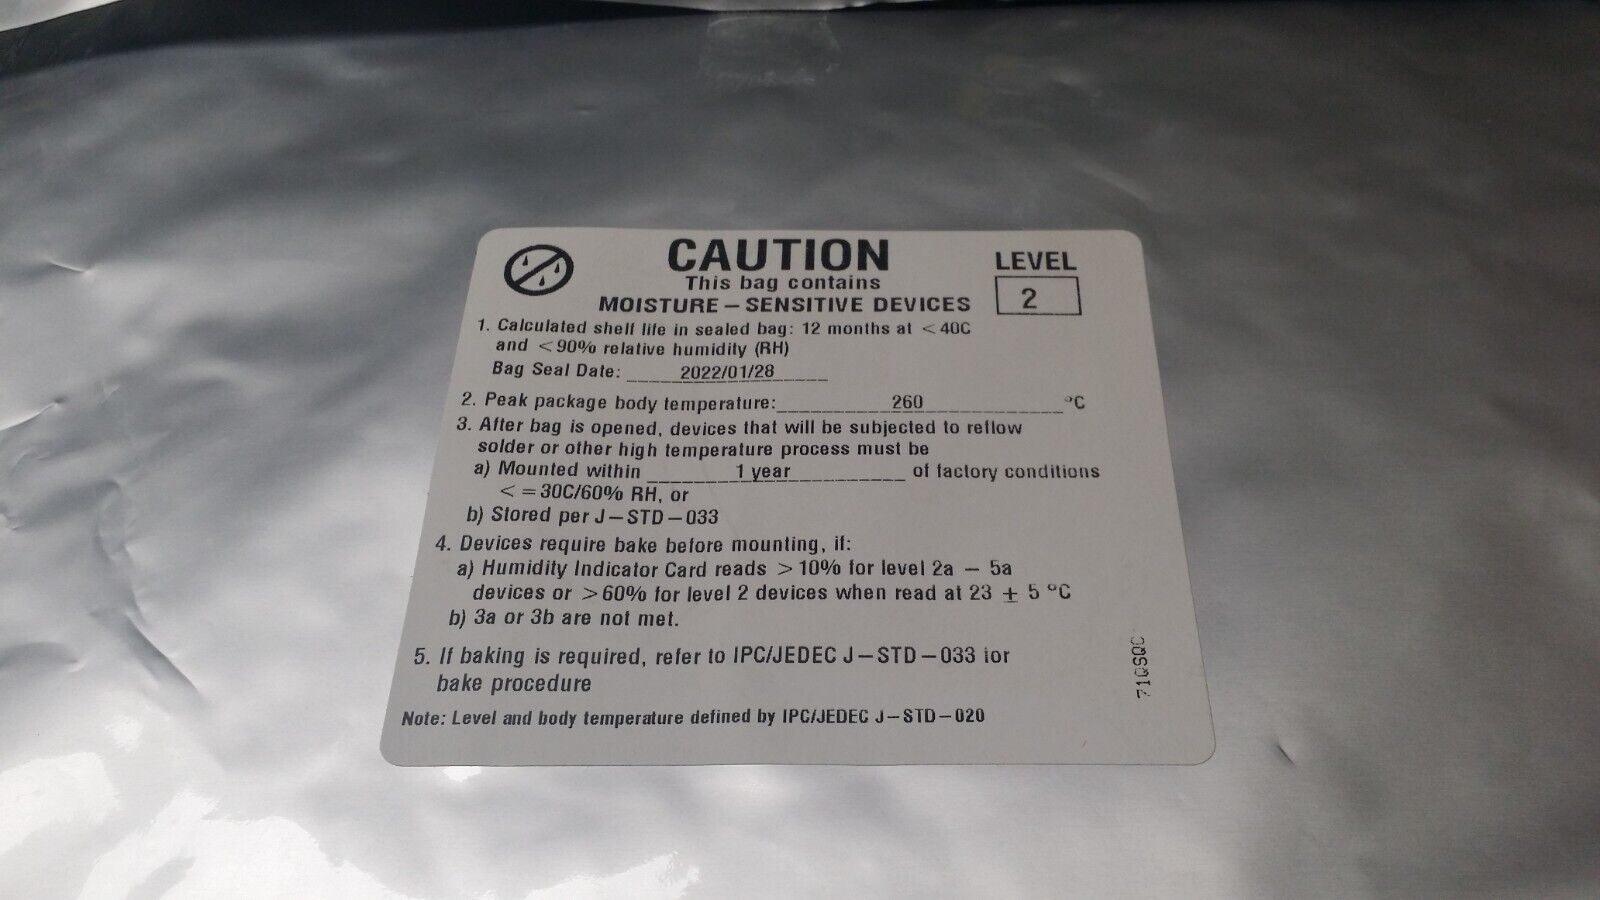 CAUTION
This bag contains
MOISTURE – SENSITIVE DEVICES
LEVEL
2
1. Calculated shelf life in sealed bag: 12 months at < 40C
and < 90% relative humidity (RH)
Bag Seal Date: 2022/01/28
2. Peak package body temperature: 260 °C
3. After bag is opened, devices that will be subjected to reflow
solder or other high temperature process must be
a) Mounted within 1 year of factory conditions
< = 30C/60% RH, or
b) Stored per J – STD – 033
4. Devices require bake before mounting, if:
a) Humidity Indicator Card reads > 10% for level 2a – 5a
devices or > 60% for level 2 devices when read at 23 ± 5 °C
b) 3a or 3b are not met.
5. If baking is required, refer to IPC/JEDEC J – STD – 033 for
bake procedure
Note: Level and body temperature defined by IPC/JEDEC J – STD – 020